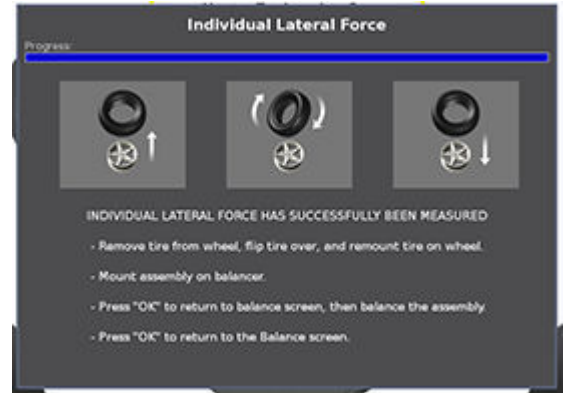 Individual Lateral Force
Progress:
INDIVIDUAL LATERAL FORCE HAS SUCCESSFULLY BEEN MEASURED
- Remove tire from wheel, flip tire over, and remount tire on wheel.
- Mount assembly on balancer.
- Press "OK" to return to balance screen, then balance the assembly.
- Press "OK" to return to the Balance screen.